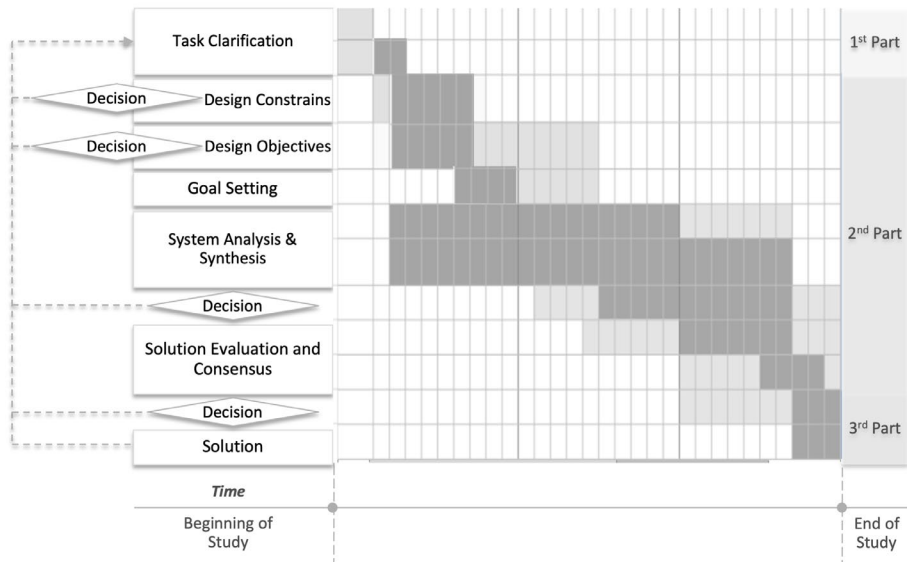 Task Clarification
1st Part
Decision
Design Constrains
Decision
Design Objectives
Goal Setting
System Analysis &
Synthesis
2nd Part
Decision
Solution Evaluation and
Consensus
Decision
3rd Part
Solution
Time
Beginning of
Study
End of
Study